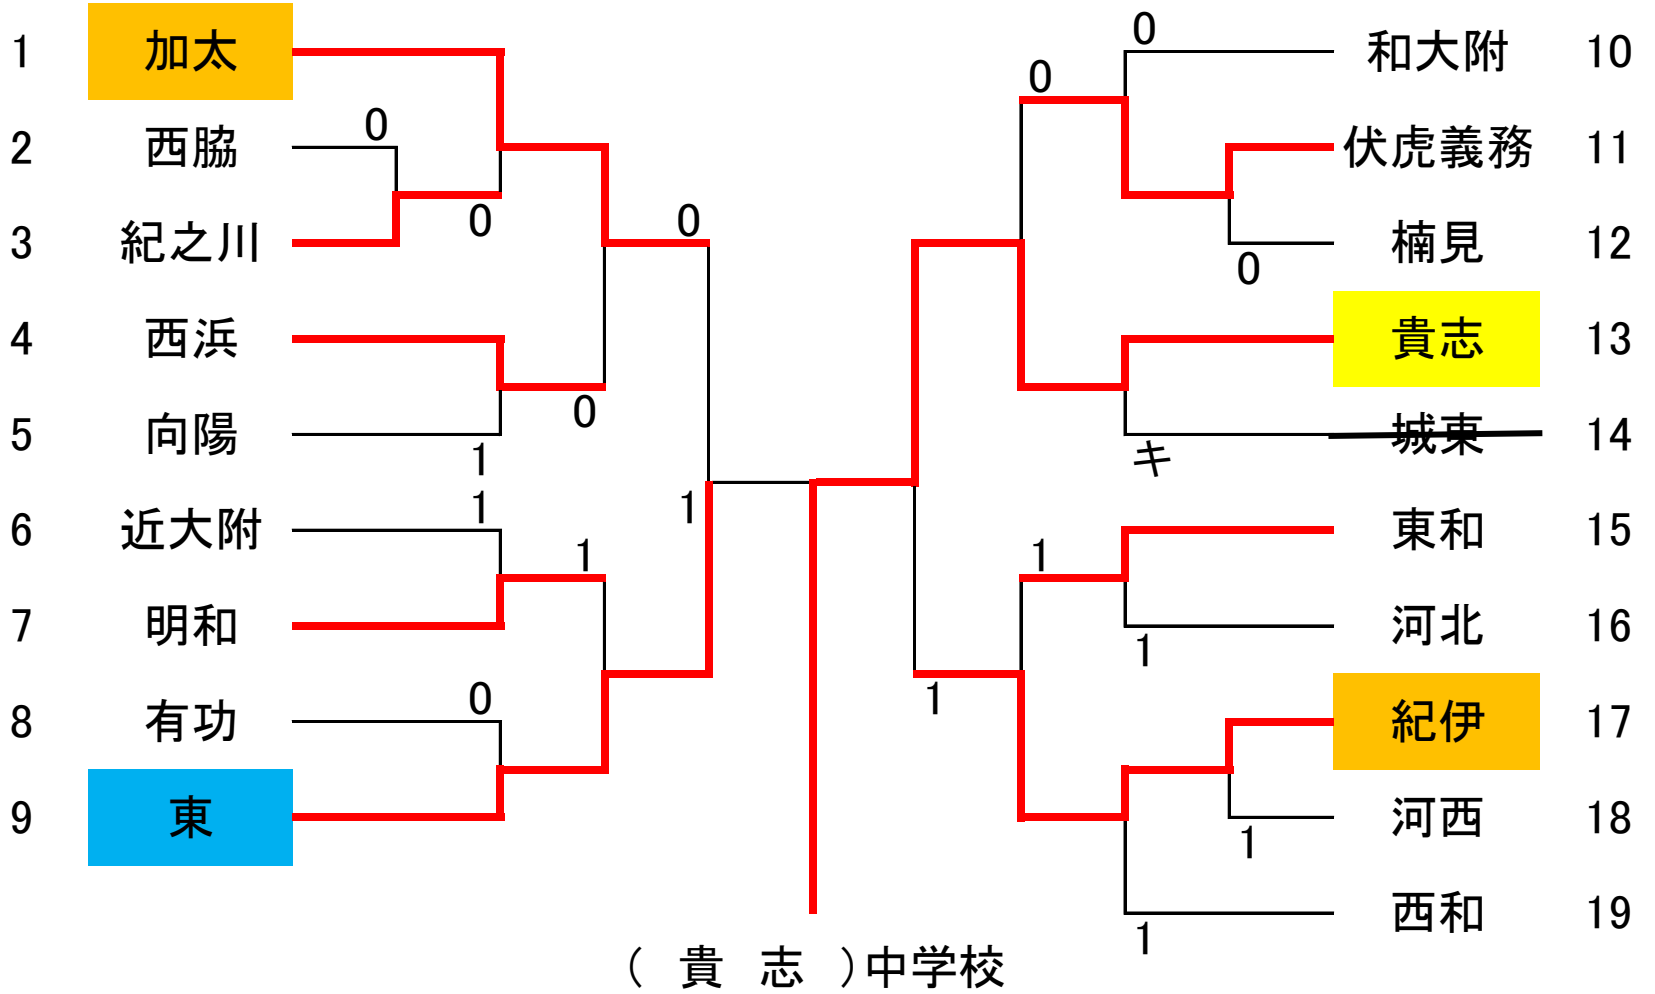 1 加太
2 西脇
3 紀之川
4 西浜
5 向陽
6 近大附
7 明和
8 有功
9 東
0
0
0
0
1
1
1
0
1
0
0
0
キ
1
1
1
1
1
和大附 10
伏虎義務 11
楠見 12
貴志 13
城東 14
東和 15
河北 16
紀伊 17
河西 18
西和 19
( 貴 志 )中学校